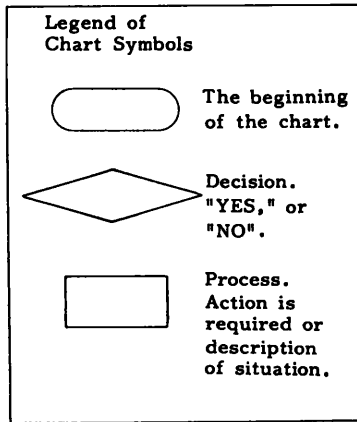 Legend of
Chart Symbols
The beginning
of the chart.
Decision.
"YES," or
"NO".
Process.
Action is
required or
description
of situation.